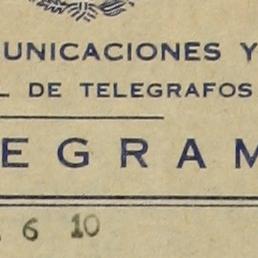 UNICACIONES Y
L DE TELEGRAFOS
EGRAM
6 10